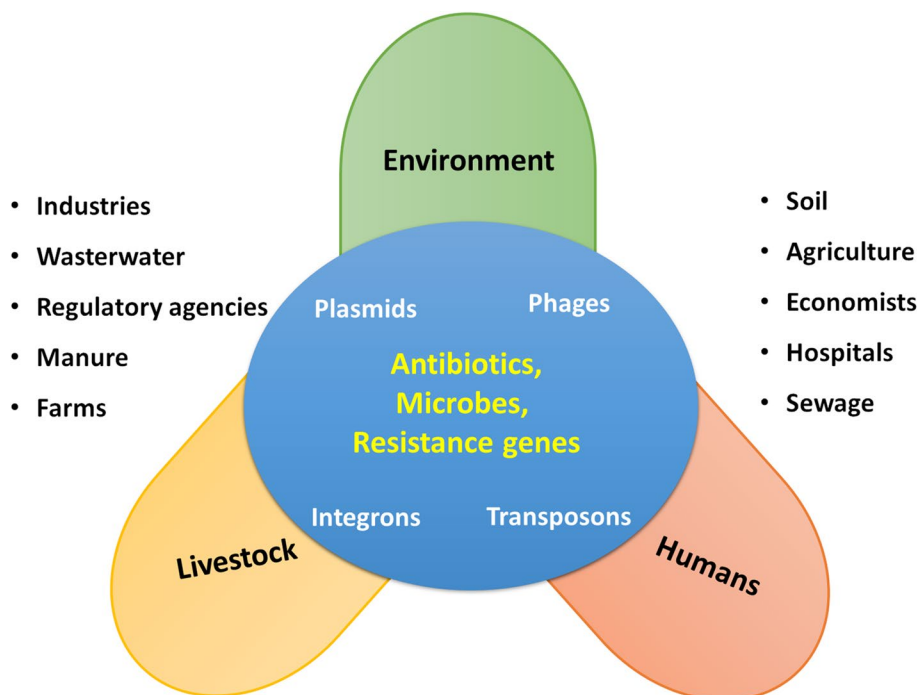 Environment
• Industries
• Wasterwater
• Regulatory agencies
• Manure
• Farms
• Soil
• Agriculture
• Economists
• Hospitals
• Sewage
Plasmids
Phages
Antibiotics,
Microbes,
Resistance genes
Integrons
Transposons
Livestock
Humans